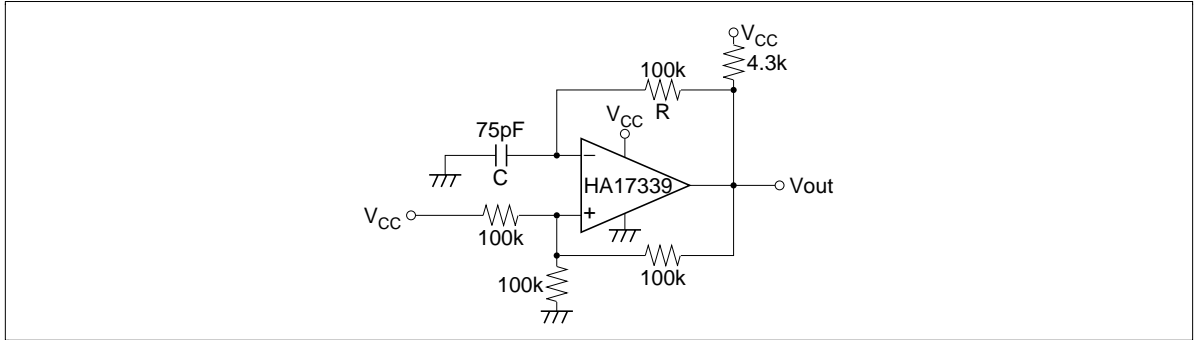 VCC
4.3k
100k
R
VCC
75pF
C
−
HA17339
Vout
VCC
+
100k
100k
100k